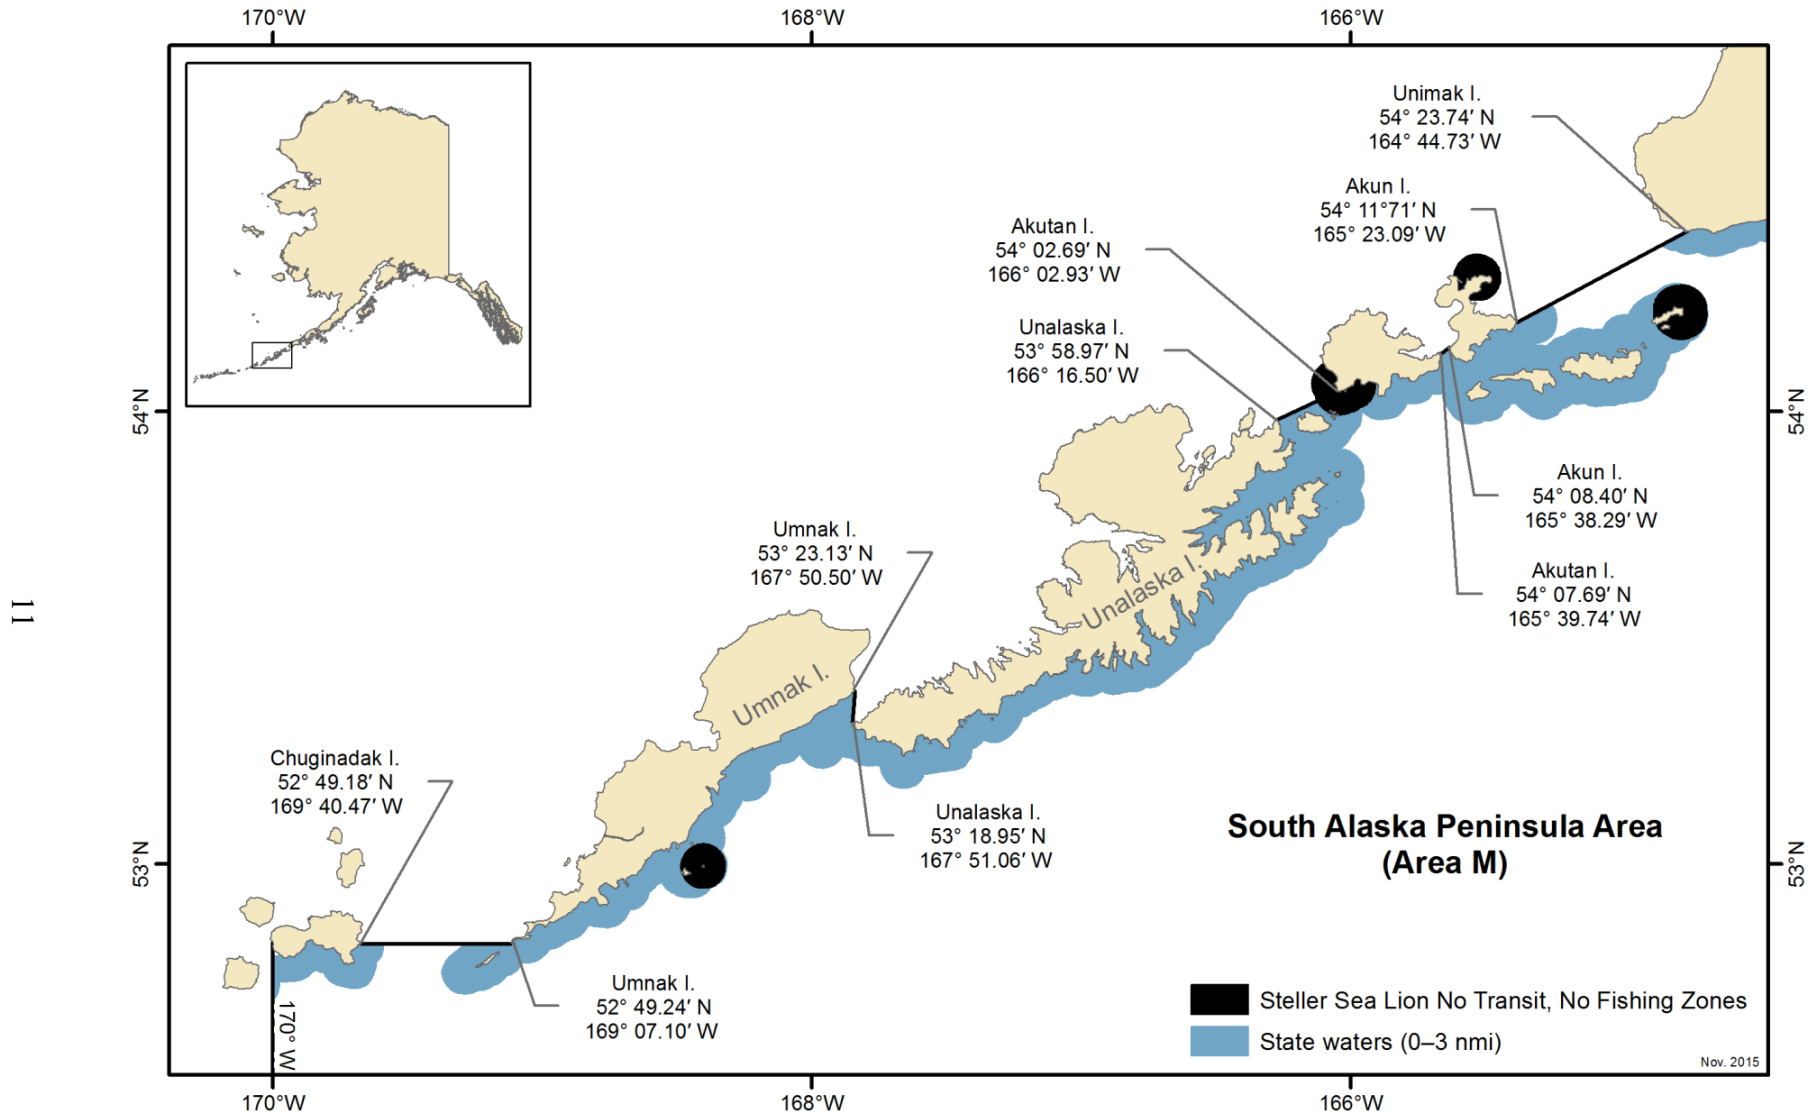 170°W
168°W
166°W
Unimak I.
54° 23.74′ N
164° 44.73′ W
Akun I.
54° 11°71′ N
165° 23.09′ W
Akutan I.
54° 02.69′ N
166° 02.93′ W
Unalaska I.
53° 58.97′ N
166° 16.50′ W
54°N
54°N
Akun I.
54° 08.40′ N
165° 38.29′ W
Umnak I.
53° 23.13′ N
167° 50.50′ W
Akutan I.
54° 07.69′ N
165° 39.74′ W
Unalaska I.
11
Umnak I.
Chuginadak I.
52° 49.18′ N
169° 40.47′ W
Unalaska I.
53° 18.95′ N
167° 51.06′ W
South Alaska Peninsula Area
(Area M)
53°N
53°N
Umnak I.
52° 49.24′ N
169° 07.10′ W
170° W
Steller Sea Lion No Transit, No Fishing Zones
State waters (0–3 nmi)
Nov. 2015
170°W
168°W
166°W